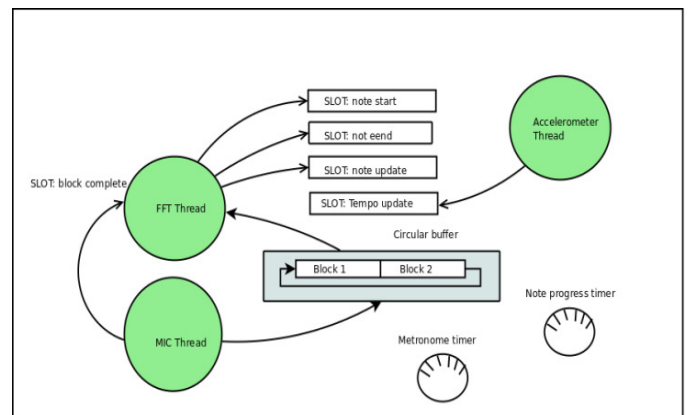 SLOT: note start
Accelerometer
Thread
SLOT: not eend
SLOT: note update
SLOT: block complete
FFT Thread
SLOT: Tempo update
Circular buffer
Block 1
Block 2
Note progress timer
MIC Thread
Metronome timer